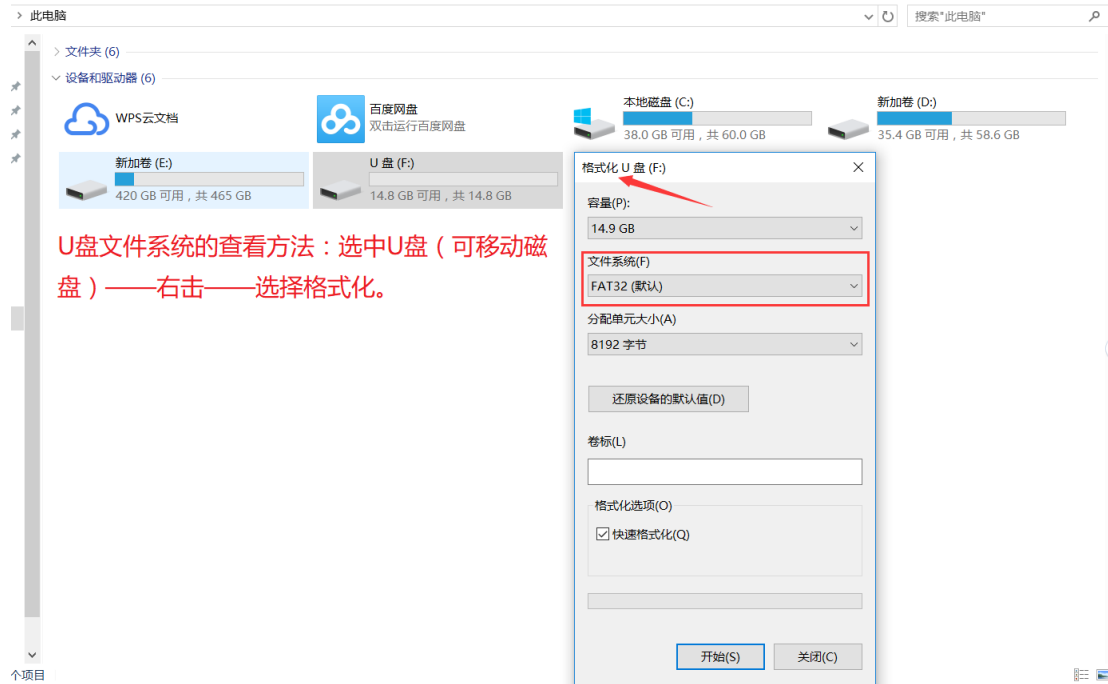 此电脑
搜索"此电脑"
文件夹 (6)
设备和驱动器 (6)
WPS云文档
百度网盘
双击运行百度网盘
本地磁盘 (C:)
38.0 GB 可用，共 60.0 GB
新加卷 (D:)
35.4 GB 可用，共 58.6 GB
新加卷 (E:)
420 GB 可用，共 465 GB
U 盘 (F:)
14.8 GB 可用，共 14.8 GB
U盘文件系统的查看方法：选中U盘（可移动磁
盘）——右击——选择格式化。
格式化 U 盘 (F:)
容量(P):
14.9 GB
文件系统(F)
FAT32 (默认)
分配单元大小(A)
8192 字节
还原设备的默认值(D)
卷标(L)
格式化选项(O)
快速格式化(Q)
开始(S)
关闭(C)
个项目